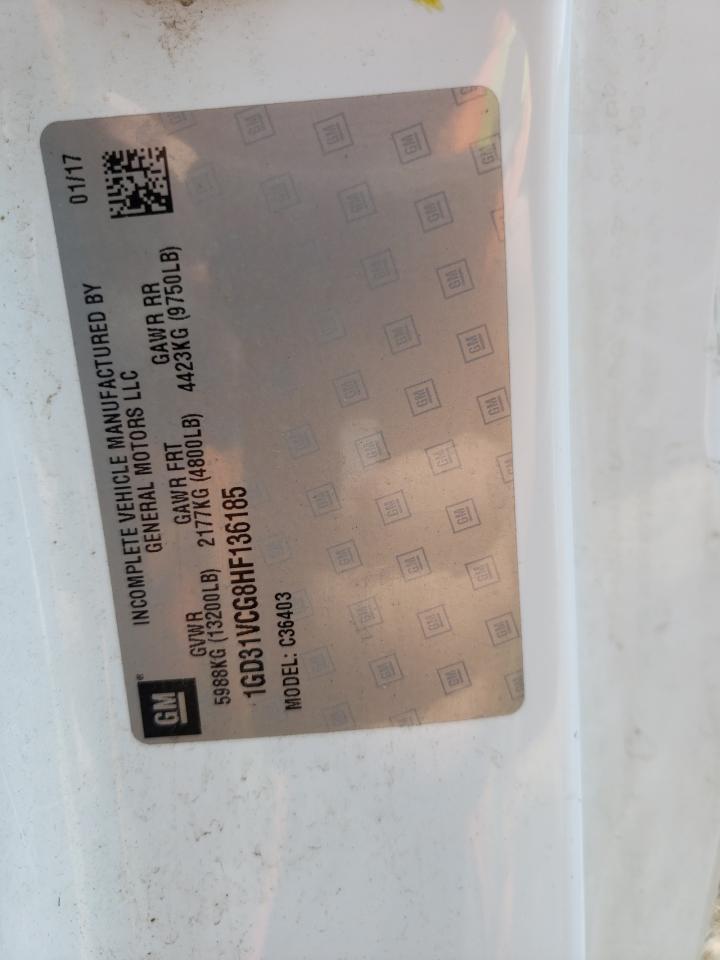 GM
INCOMPLETE VEHICLE MANUFACTURED BY
GENERAL MOTORS LLC
01/17
GVWR GAWR FRT GAWR RR
5988KG (13200LB) 2177KG (4800LB) 4423KG (9750LB)
1GD31VCG8HF136185
MODEL: C36403